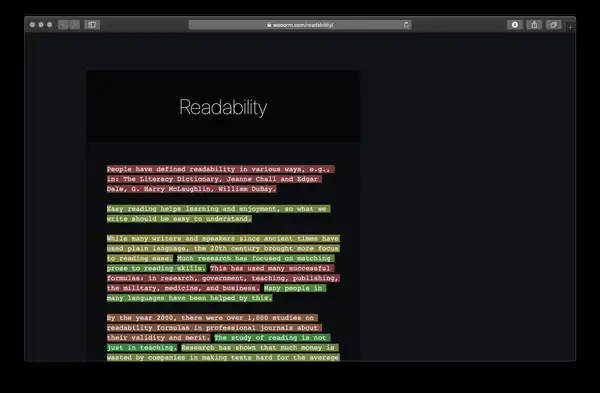 wooorm.com/readability/
Readability
People have defined readability in various ways, e.g.,
in: The Literacy Dictionary, Jeanne Chall and Edgar
Dale, G. Harry McLaughlin, William DuBay.
Easy reading helps learning and enjoyment, so what we
write should be easy to understand.
While many writers and speakers since ancient times have
used plain language, the 20th century brought more focus
to reading ease. Much research has focused on matching
prose to reading skills. This has used many successful
formulas: in research, government, teaching, publishing,
the military, medicine, and business. Many people in
many languages have been helped by this.
By the year 2000, there were over 1,000 studies on
readability formulas in professional journals about
their validity and merit. The study of reading is not
just in teaching. Research has shown that much money is
wasted by companies in making texts hard for the average